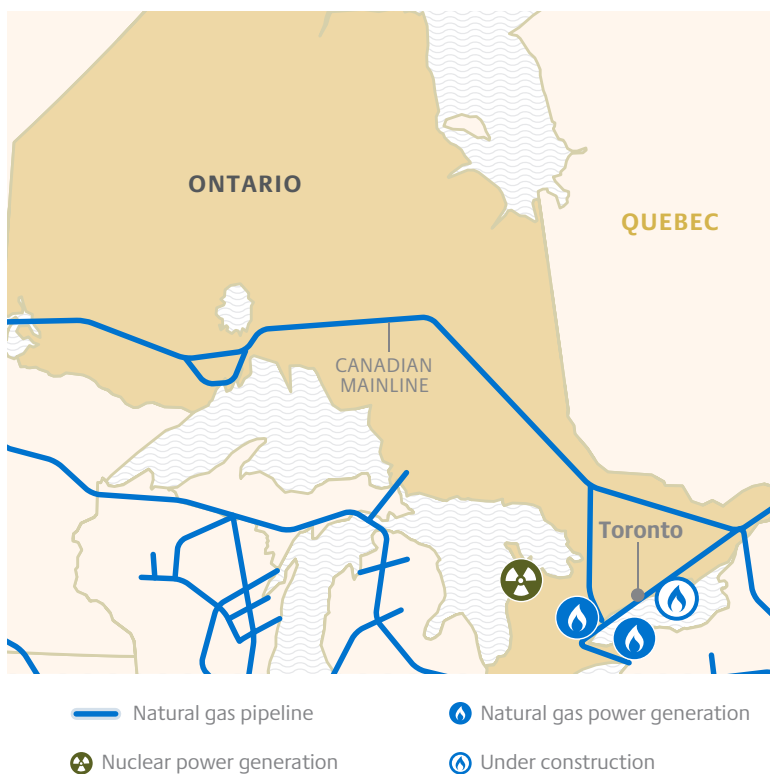 ONTARIO
QUEBEC
CANADIAN
MAINLINE
Toronto
Natural gas pipeline
Natural gas power generation
Nuclear power generation
Under construction